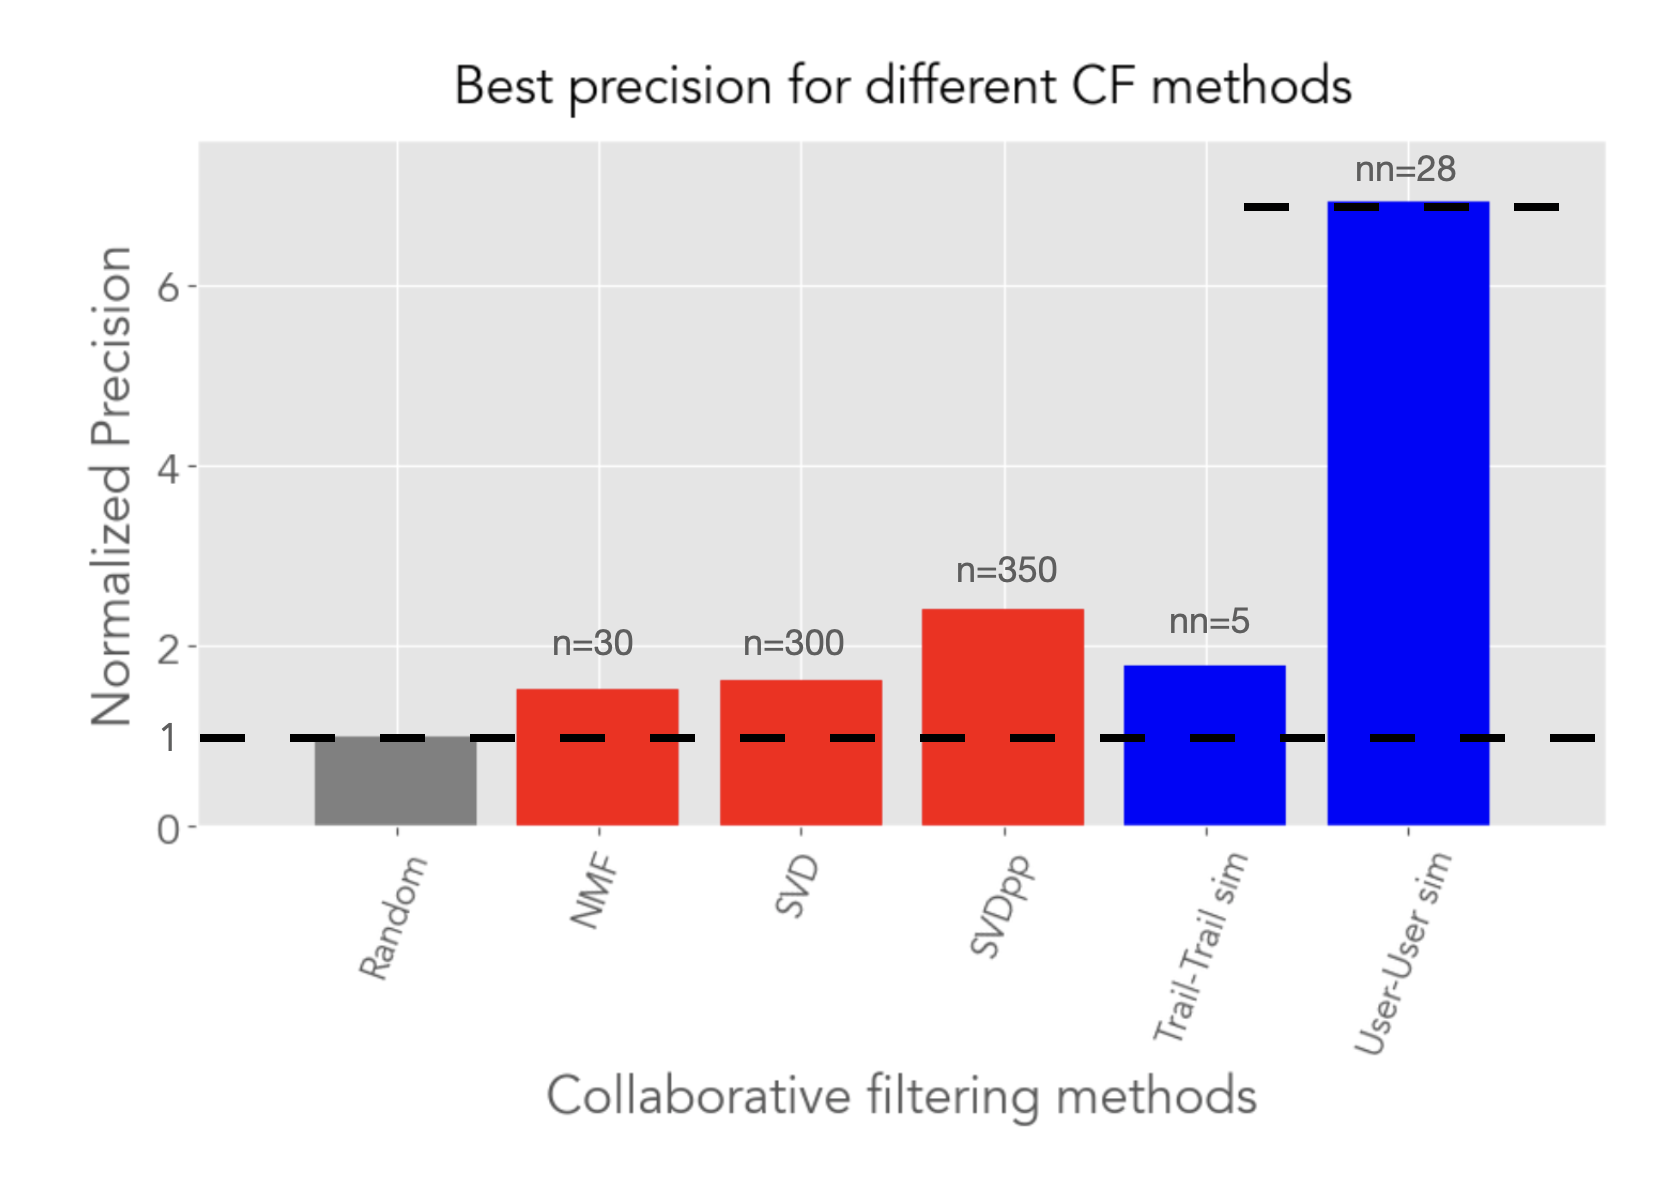 Best precision for different CF methods
nn=28
6
4
n=350
nn=5
2
n=30
n=300
1
0
Normalized Precision
Random
NMF
SVD
SVDpp
Trail-Trail sim
User-User sim
Collaborative filtering methods